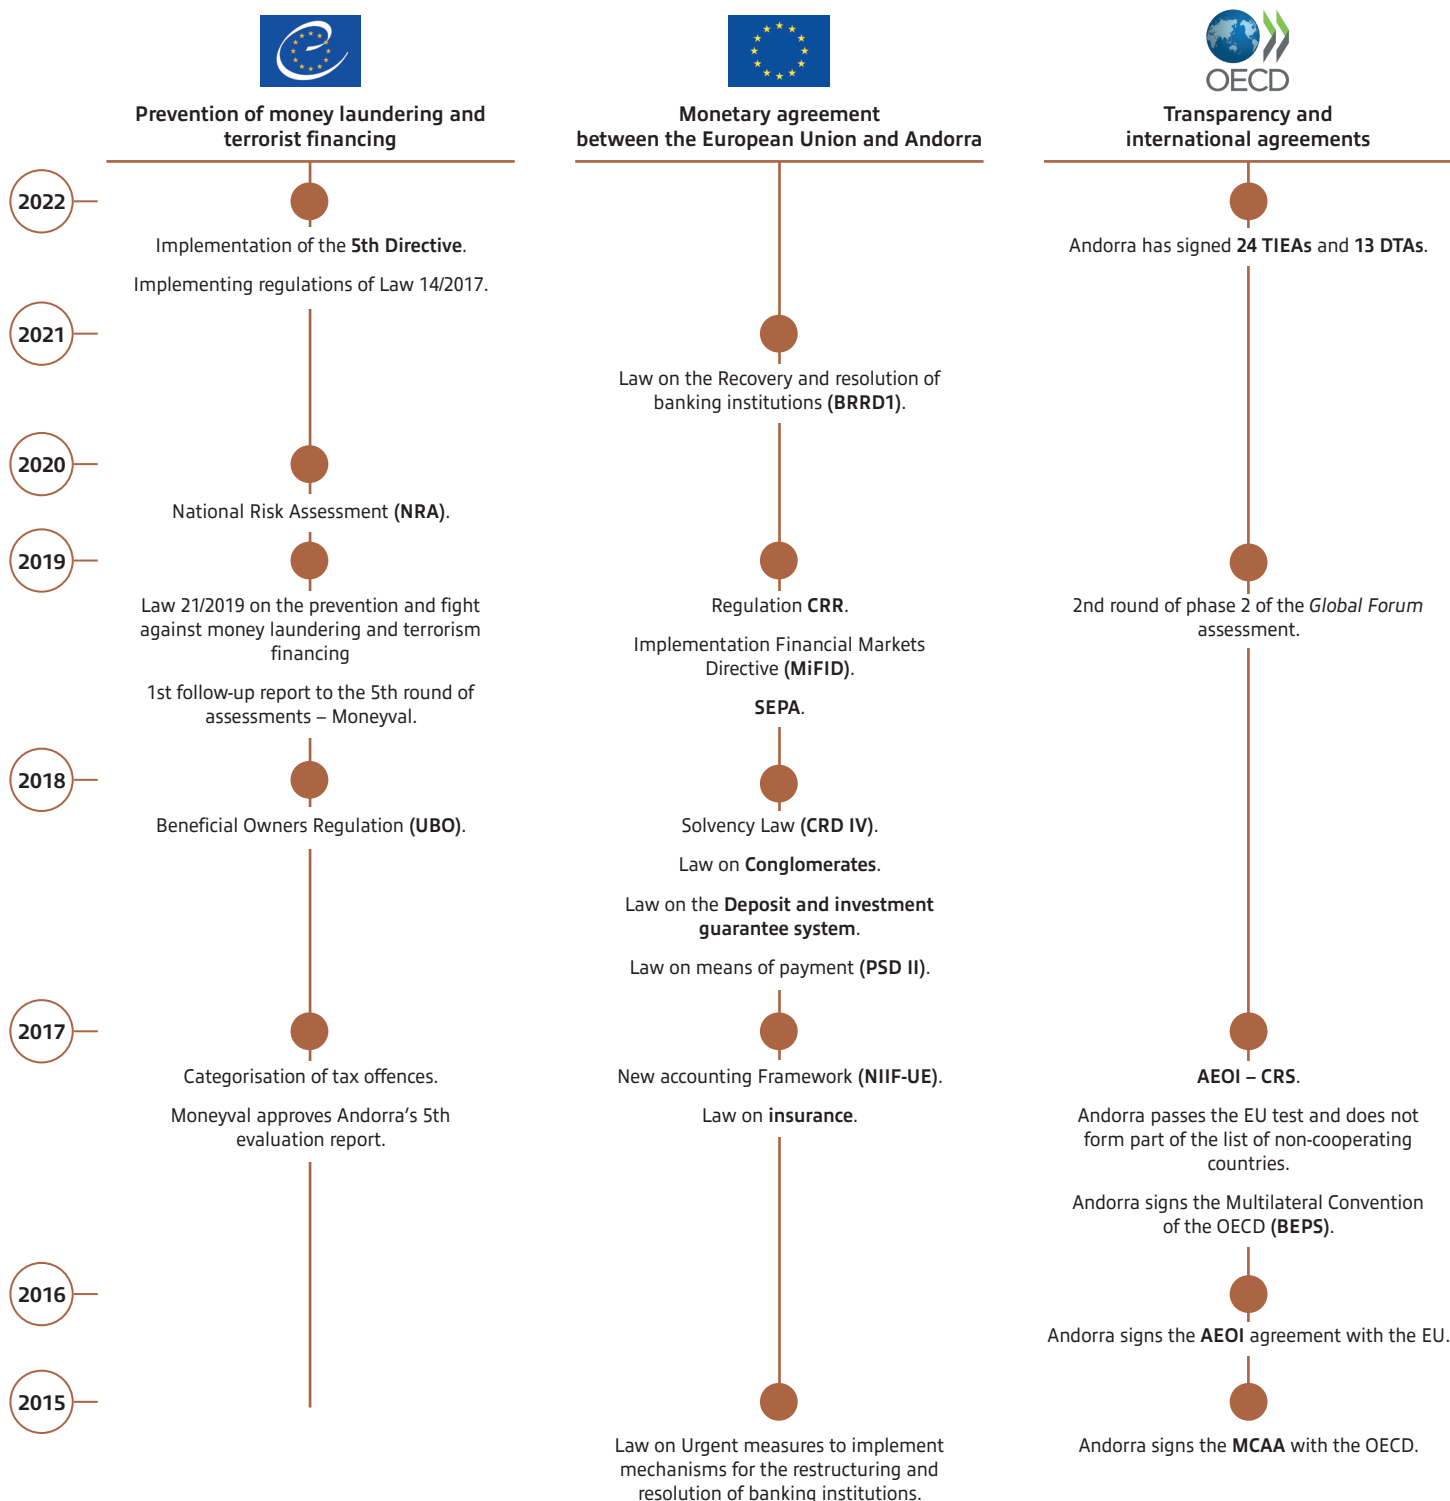 OECD
Prevention of money laundering and
terrorist financing
Monetary agreement
between the European Union and Andorra
Transparency and
international agreements
2022
Implementation of the 5th Directive.
Implementing regulations of Law 14/2017.
Andorra has signed 24 TIEAs and 13 DTAs.
2021
Law on the Recovery and resolution of
banking institutions (BRRD1).
2020
National Risk Assessment (NRA).
2019
Law 21/2019 on the prevention and fight
against money laundering and terrorism
financing
1st follow-up report to the 5th round of
assessments – Moneyval.
Regulation CRR.
Implementation Financial Markets
Directive (MiFID).
SEPA.
2nd round of phase 2 of the Global Forum
assessment.
2018
Beneficial Owners Regulation (UBO).
Solvency Law (CRD IV).
Law on Conglomerates.
Law on the Deposit and investment
guarantee system.
Law on means of payment (PSD II).
2017
Categorisation of tax offences.
Moneyval approves Andorra's 5th
evaluation report.
New accounting Framework (NIIF-UE).
Law on insurance.
AEOI – CRS.
Andorra passes the EU test and does not
form part of the list of non-cooperating
countries.
Andorra signs the Multilateral Convention
of the OECD (BEPS).
2016
Andorra signs the AEOI agreement with the EU.
2015
Law on Urgent measures to implement
mechanisms for the restructuring and
resolution of banking institutions.
Andorra signs the MCAA with the OECD.